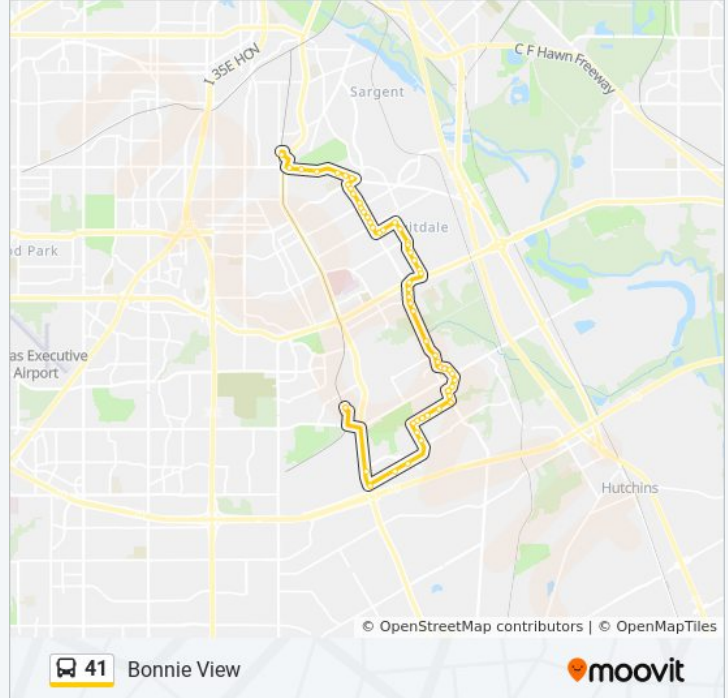 I 35E HOV
C F Hawn Freeway
Sargent
itdale
d Park
as Executive
Airport
Hutchins
© OpenStreetMap contributors | © OpenMapTiles
41 Bonnie View
moovit